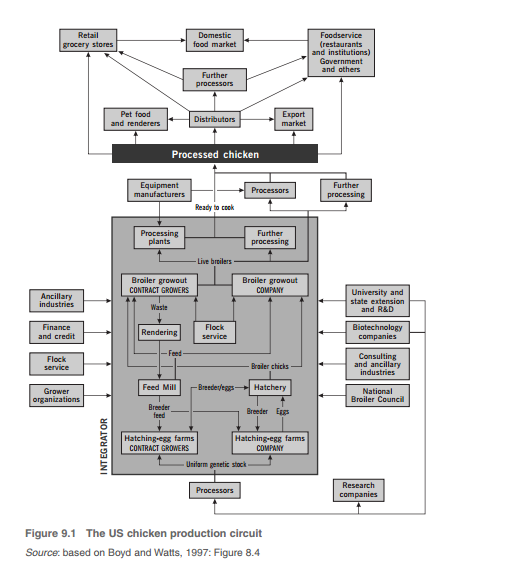 Retail
grocery stores
Domestic
food market
Foodservice
(restaurants
and institutions)
Government
and others
Further
processors
Pet food
and renderers
Distributors
Export
market
Processed chicken
Equipment
manufacturers
Processors
Further
processing
Ready to cook
Processing
plants
Further
processing
Live broilers
Broiler growout
CONTRACT GROWERS
Broiler growout
COMPANY
Ancillary
industries
Finance
and credit
Flock
service
Grower
organizations
University and
state extension
and R&D
Biotechnology
companies
Consulting
and ancillary
industries
National
Broiler Council
Waste
Rendering
Flock
service
Feed
Broiler chicks
Feed Mill
Breeder/eggs
Hatchery
Breeder
feed
Breeder
Eggs
Hatching-egg farms
CONTRACT GROWERS
Hatching-egg farms
COMPANY
Uniform genetic stock
INTEGRATOR
Processors
Research
companies
Figure 9.1 The US chicken production circuit
Source: based on Boyd and Watts, 1997: Figure 8.4